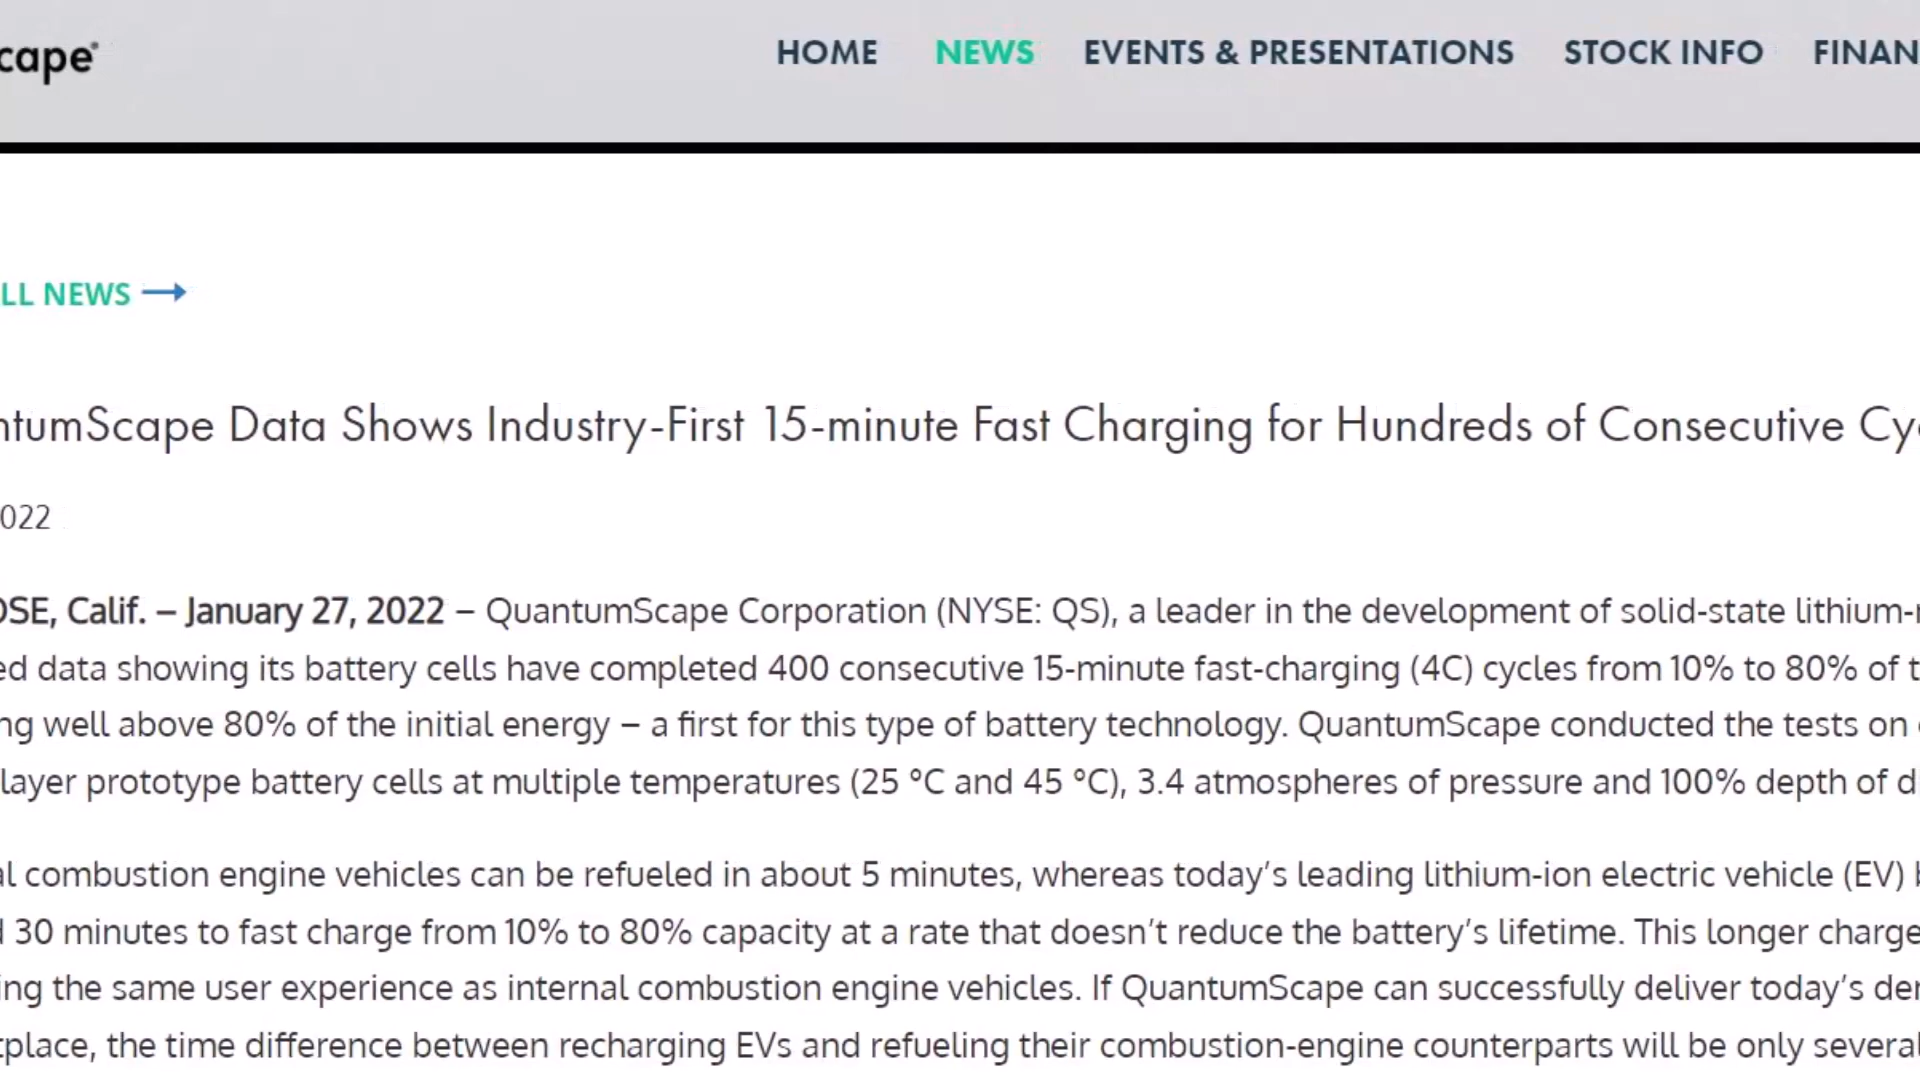 cape
HOME NEWS EVENTS & PRESENTATIONS STOCK INFO FINAN
LL NEWS →
ntumScape Data Shows Industry-First 15-minute Fast Charging for Hundreds of Consecutive Cyc
022
OSE, Calif. – January 27, 2022 – QuantumScape Corporation (NYSE: QS), a leader in the development of solid-state lithium-
ed data showing its battery cells have completed 400 consecutive 15-minute fast-charging (4C) cycles from 10% to 80% of t
ng well above 80% of the initial energy – a first for this type of battery technology. QuantumScape conducted the tests on
layer prototype battery cells at multiple temperatures (25 °C and 45 °C), 3.4 atmospheres of pressure and 100% depth of d
al combustion engine vehicles can be refueled in about 5 minutes, whereas today’s leading lithium-ion electric vehicle (EV) b
30 minutes to fast charge from 10% to 80% capacity at a rate that doesn’t reduce the battery’s lifetime. This longer charge
ing the same user experience as internal combustion engine vehicles. If QuantumScape can successfully deliver today’s der
tplace, the time difference between recharging EVs and refueling their combustion-engine counterparts will be only several